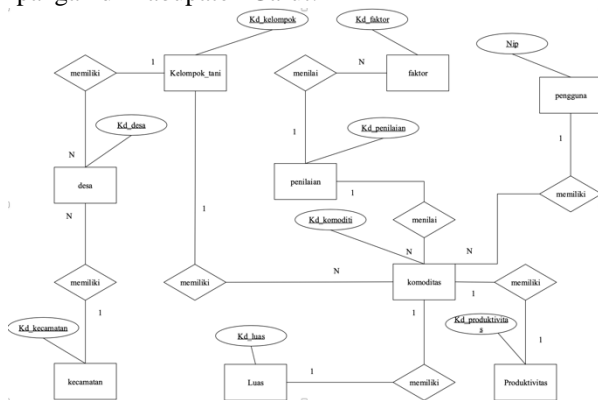 Kd_kelompok
Kd_faktor
Nip
memiliki
1
Kelompok_tani
menilai
N
faktor
pengguna
Kd_desa
1
Kd_penilaian
1
N
desa
penilaian
1
memiliki
N
1
Kd_komoditi
menilai
N
N
memiliki
memiliki
N
komoditas
1
memiliki
1
Kd_kecamatan
Kd_luas
1
Kd_produktivita
s
1
kecamatan
Luas
1
memiliki
Produktivitas